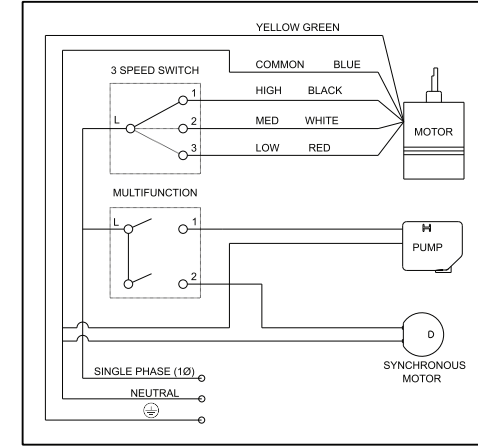 YELLOW GREEN
3 SPEED SWITCH
COMMON BLUE
1
HIGH BLACK
L
2
MED WHITE
MOTOR
3
LOW RED
MULTIFUNCTION
L
1
PUMP
2
D
SYNCHRONOUS
MOTOR
SINGLE PHASE (1Ø)
NEUTRAL